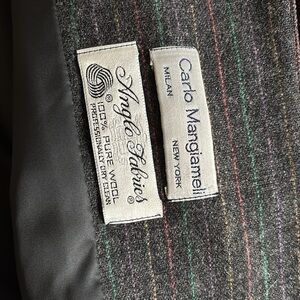 Anglo Fabrics ®
®
100% PURE WOOL
PROFESSIONALLY DRY CLEAN
Carlo Mangiameli
MILAN
NEW YORK